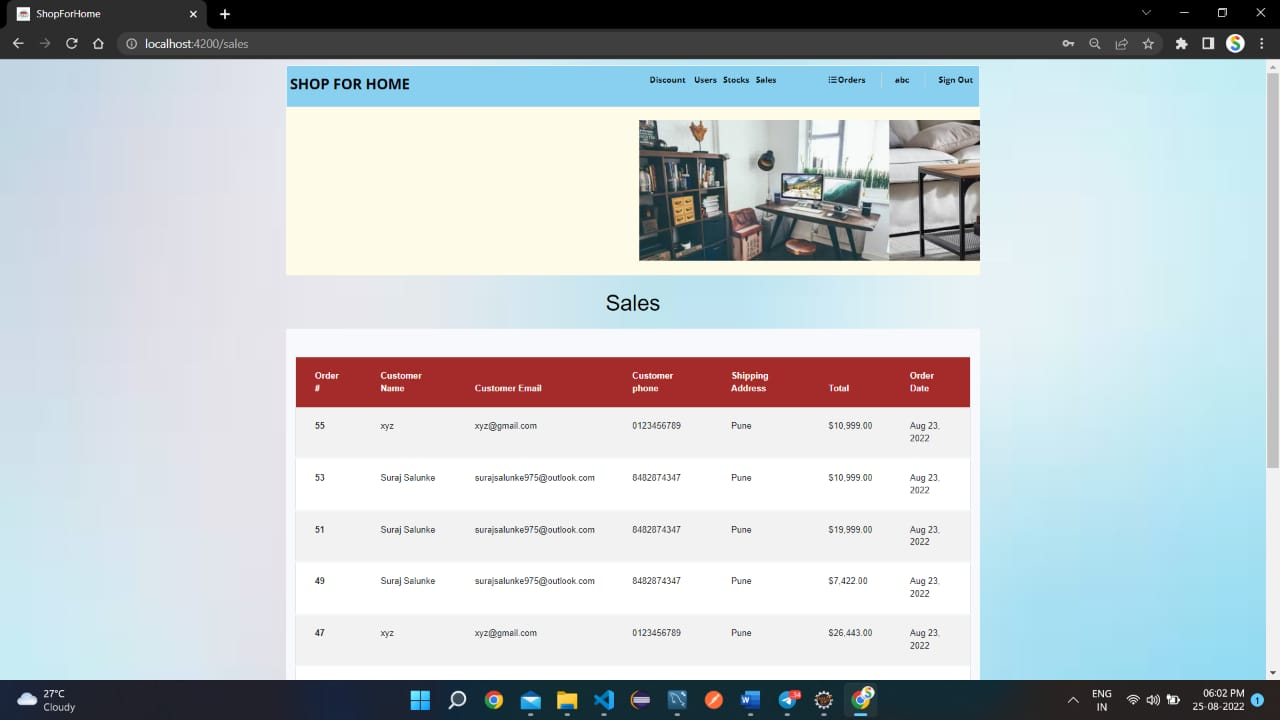 ShopForHome
localhost:4200/sales
SHOP FOR HOME
Discount Users Stocks Sales Orders abc Sign Out
Sales
Order # Customer Name Customer Email Customer phone Shipping Address Total Order Date
55 xyz xyz@gmail.com 0123456789 Pune $10,999.00 Aug 23, 2022
53 Suraj Salunke surajsalunke975@outlook.com 8482874347 Pune $10,999.00 Aug 23, 2022
51 Suraj Salunke surajsalunke975@outlook.com 8482874347 Pune $19,999.00 Aug 23, 2022
49 Suraj Salunke surajsalunke975@outlook.com 8482874347 Pune $7,422.00 Aug 23, 2022
47 xyz xyz@gmail.com 0123456789 Pune $26,443.00 Aug 23, 2022
27°C
Cloudy
34
ENG
IN
06:02 PM
25-08-2022
1